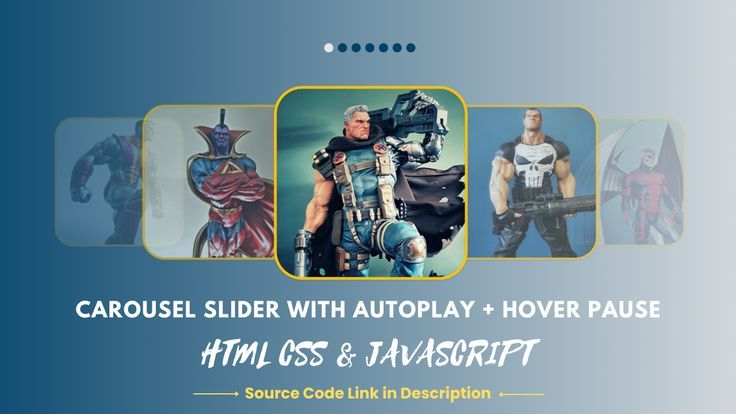 CAROUSEL SLIDER WITH AUTOPLAY + HOVER PAUSE
HTML CSS & JAVASCRIPT
Source Code Link in Description